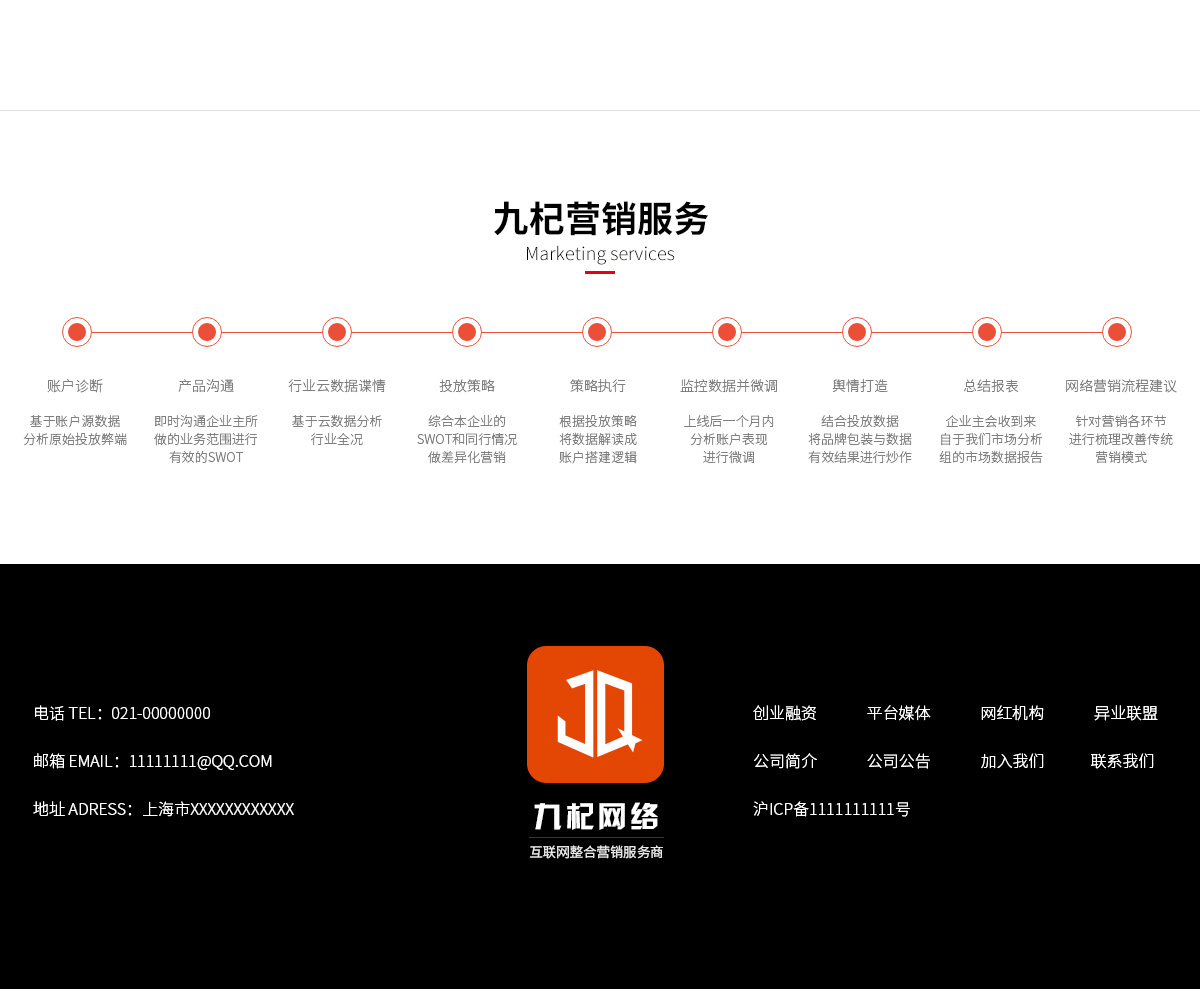 九杞营销服务
Marketing services
账户诊断
基于账户源数据
分析原始投放弊端
产品沟通
即时沟通企业主所
做的业务范围进行
有效的SWOT
行业云数据谍情
基于云数据分析
行业全况
投放策略
综合本企业的
SWOT和同行情况
做差异化营销
策略执行
根据投放策略
将数据解读成
账户搭建逻辑
监控数据并微调
上线后一个月内
分析账户表现
进行微调
舆情打造
结合投放数据
将品牌包装与数据
有效结果进行炒作
总结报表
企业主会收到来
自于我们市场分析
组的市场数据报告
网络营销流程建议
针对营销各环节
进行梳理改善传统
营销模式
电话 TEL：021-00000000
邮箱 EMAIL：11111111@QQ.COM
地址 ADRESS：上海市XXXXXXXXXXXX
JQ
九杞网络
互联网整合营销服务商
创业融资 平台媒体 网红机构 异业联盟
公司简介 公司公告 加入我们 联系我们
沪ICP备1111111111号